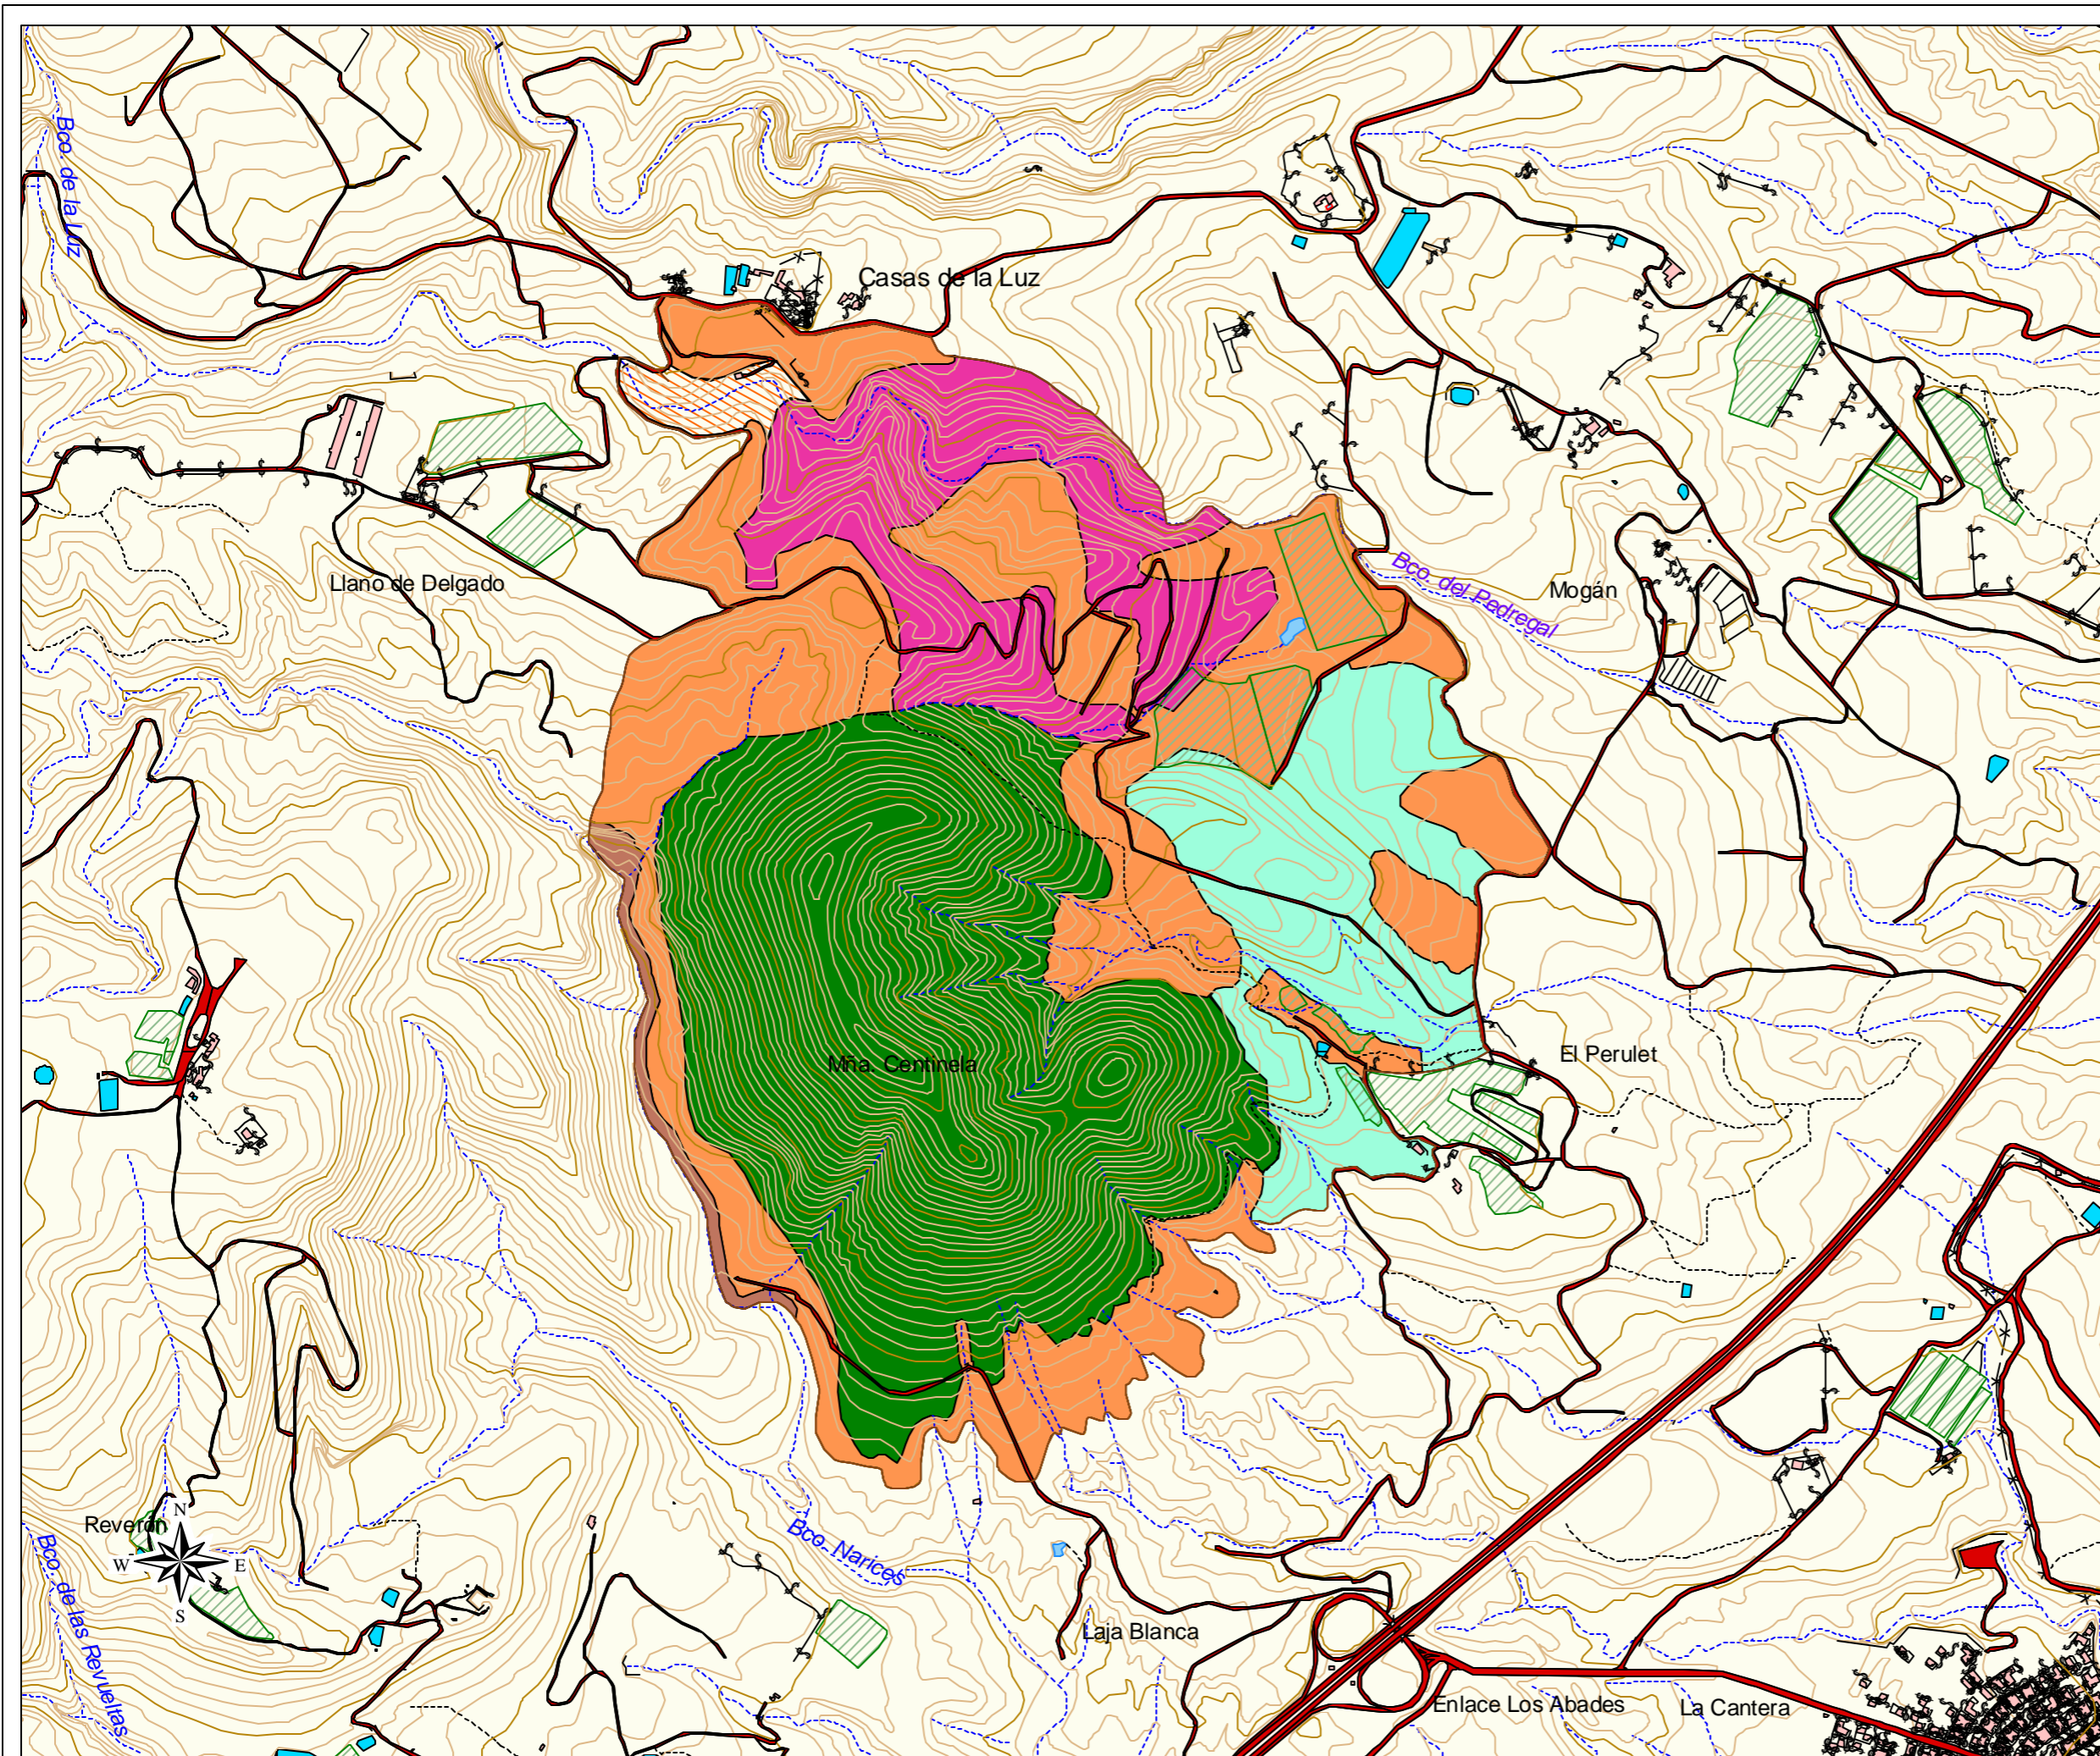 Bco. de la Luz
Casas de la Luz
Llano de Delgado
Bco. del Pedregal
Mogán
Mña. Centinela
El Perulet
Reverón
N
W
E
S
Bco. de las Revueltas
Bco. Narices
Laja Blanca
Enlace Los Abades
La Cantera